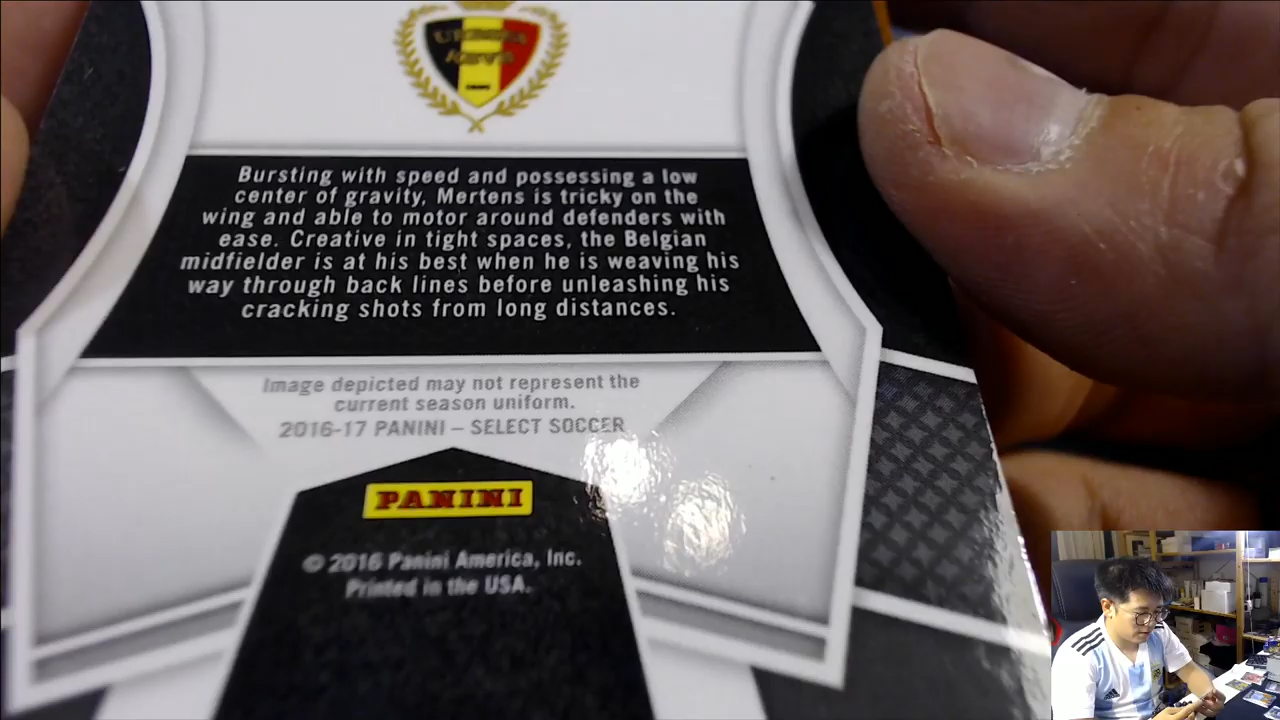 Bursting with speed and possessing a low
center of gravity, Mertens is tricky on the
wing and able to motor around defenders with
ease. Creative in tight spaces, the Belgian
midfielder is at his best when he is weaving his
way through back lines before unleashing his
cracking shots from long distances.
Image depicted may not represent the
current season uniform.
2016-17 PANINI – SELECT SOCCER
PANINI
© 2016 Panini America, Inc.
Printed in the USA.